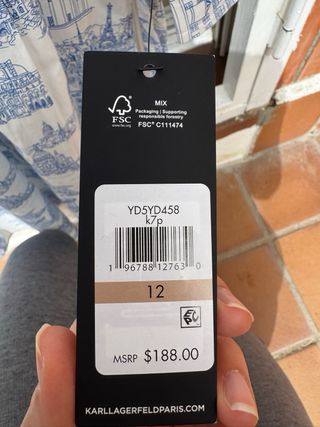 FSC
www.fsc.org
MIX
Packaging | Supporting
responsible forestry
FSC® C111474
YD5YD458
k7p
1 96788 12763 0
12
MSRP $188.00
KARLLAGERFELDPARIS.COM